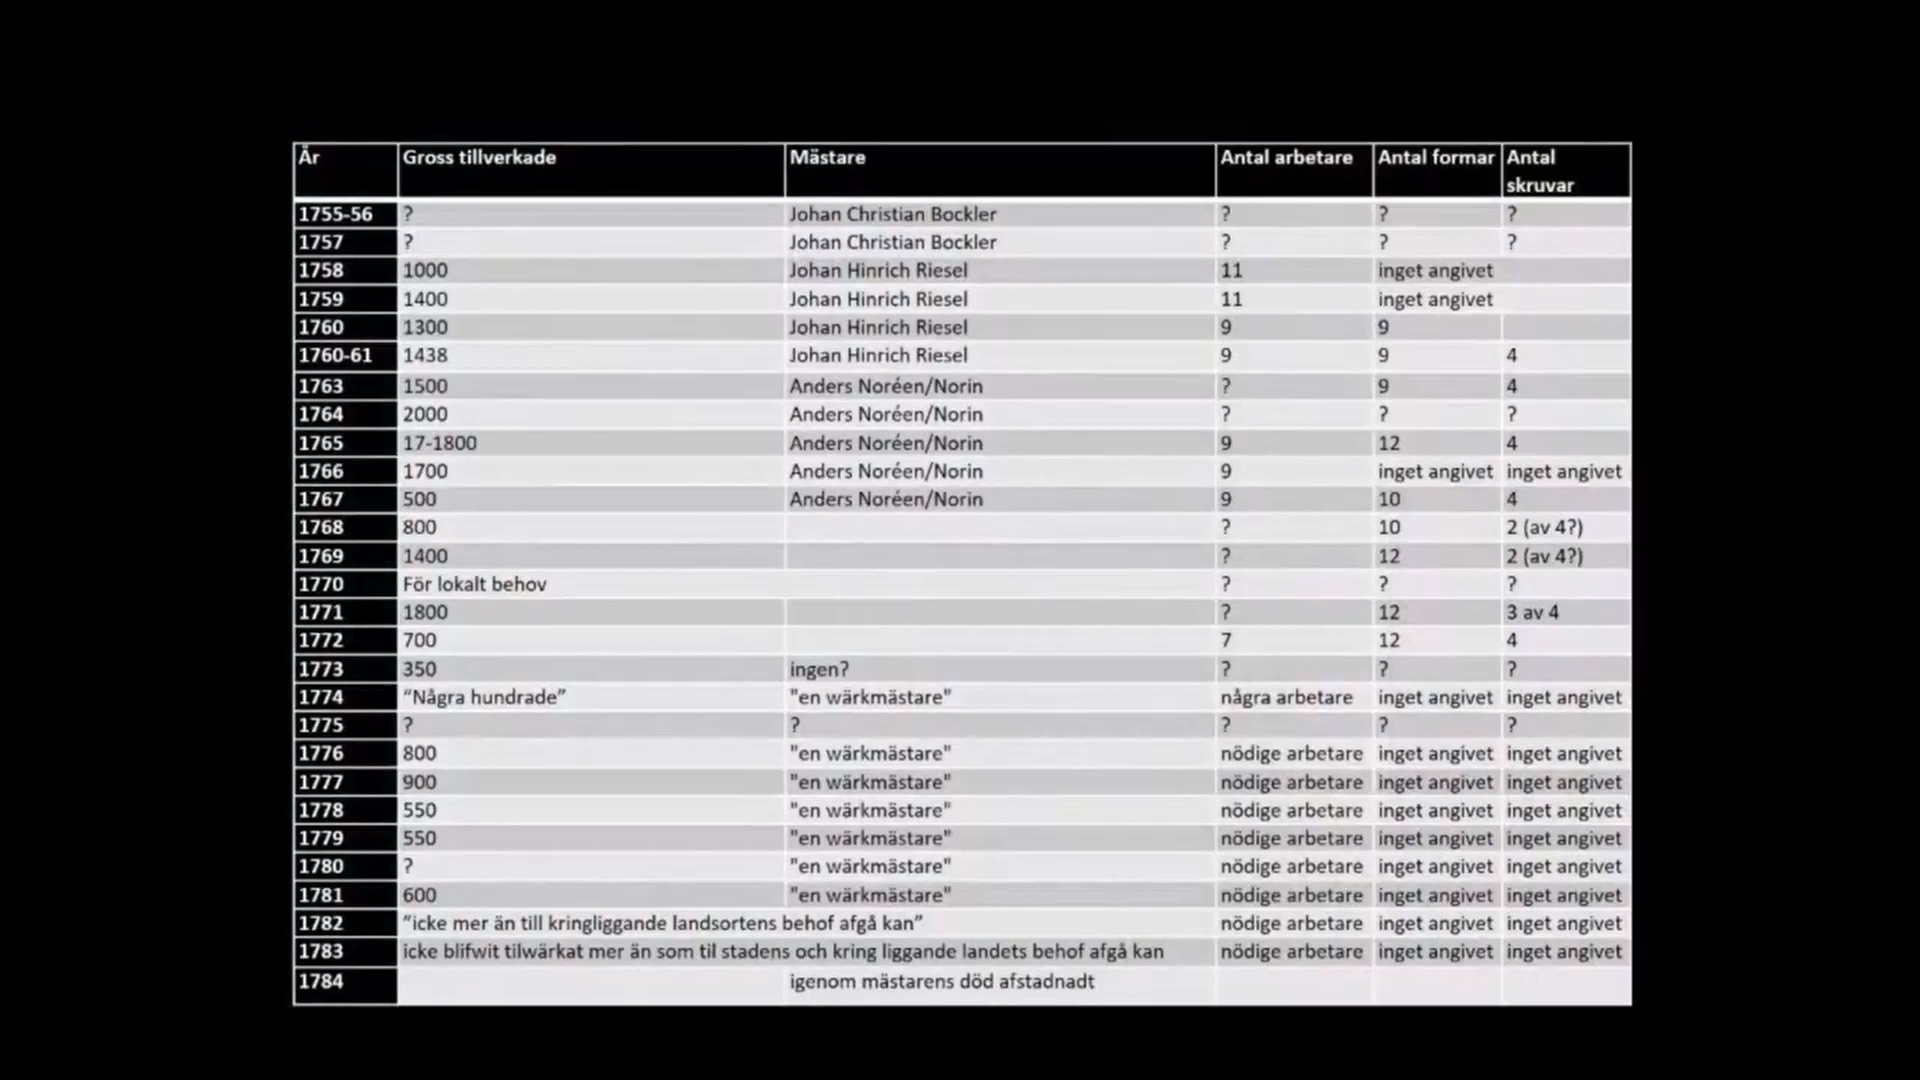 År Gross tillverkade Mästare Antal arbetare Antal formar Antal skruvar
1755-56 ? Johan Christian Bockler ? ? ?
1757 ? Johan Christian Bockler ? ? ?
1758 1000 Johan Hinrich Riesel 11 inget angivet
1759 1400 Johan Hinrich Riesel 11 inget angivet
1760 1300 Johan Hinrich Riesel 9 9
1760-61 1438 Johan Hinrich Riesel 9 9 4
1763 1500 Anders Noréen/Norin ? 9 4
1764 2000 Anders Noréen/Norin ? ? ?
1765 17-1800 Anders Noréen/Norin 9 12 4
1766 1700 Anders Noréen/Norin 9 inget angivet inget angivet
1767 500 Anders Noréen/Norin 9 10 4
1768 800 ? 10 2 (av 4?)
1769 1400 ? 12 2 (av 4?)
1770 För lokalt behov ? ? ?
1771 1800 ? 12 3 av 4
1772 700 7 12 4
1773 350 ingen? ? ? ?
1774 “Några hundrade” "en wärkmästare" några arbetare inget angivet inget angivet
1775 ? ? ? ? ?
1776 800 "en wärkmästare" nödige arbetare inget angivet inget angivet
1777 900 "en wärkmästare" nödige arbetare inget angivet inget angivet
1778 550 "en wärkmästare" nödige arbetare inget angivet inget angivet
1779 550 "en wärkmästare" nödige arbetare inget angivet inget angivet
1780 ? "en wärkmästare" nödige arbetare inget angivet inget angivet
1781 600 "en wärkmästare" nödige arbetare inget angivet inget angivet
1782 ”icke mer än till kringliggande landsortens behof afgå kan” nödige arbetare inget angivet inget angivet
1783 icke blifwit tilwärkat mer än som til stadens och kring liggande landets behof afgå kan nödige arbetare inget angivet inget angivet
1784 igenom mästarens död afstadnadt